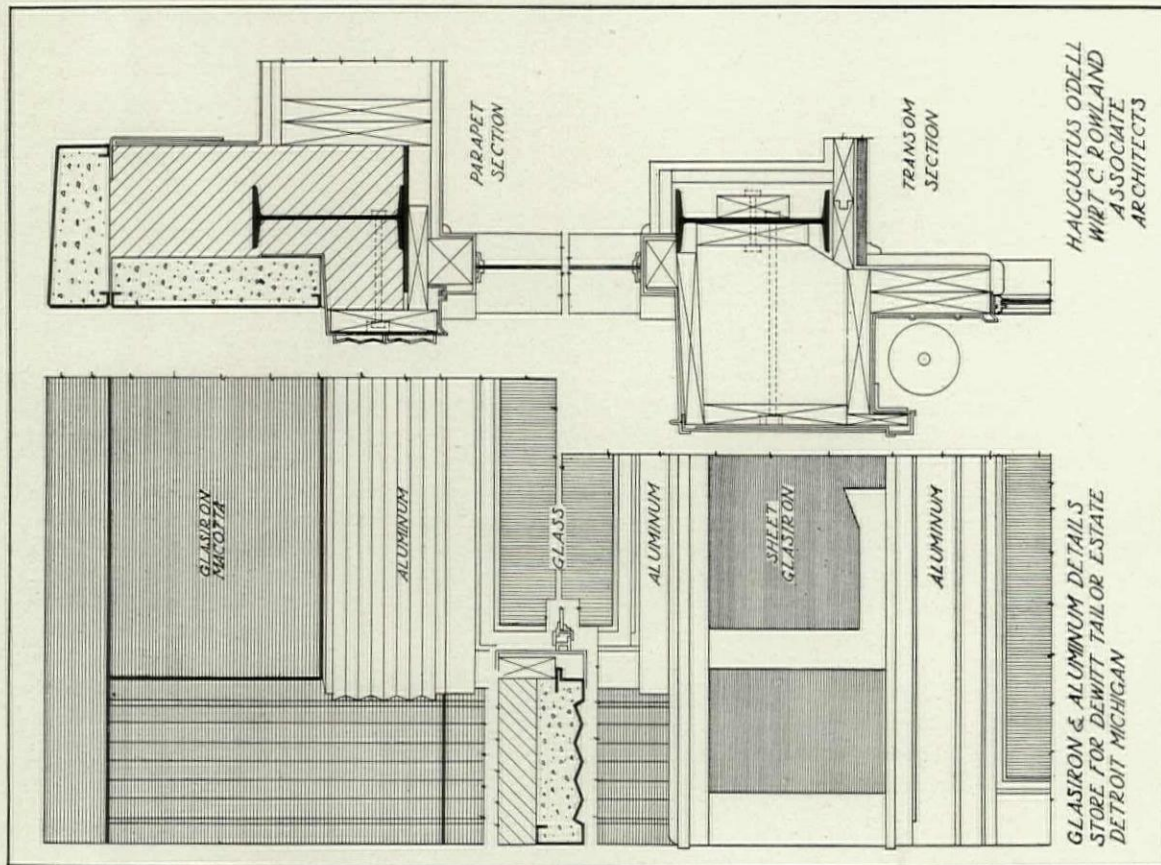 PARAPET
SECTION
GLASIRON
MACOTTA
ALUMINUM
GLASS
ALUMINUM
TRANSOM
SECTION
SHEET
GLASIRON
ALUMINUM
GLASIRON & ALUMINUM DETAILS
STORE FOR DEWITT TAILOR ESTATE
DETROIT MICHIGAN
HAUGUSTUS O'DELL
WIRT C. ROWLAND
ASSOCIATE
ARCHITECTS